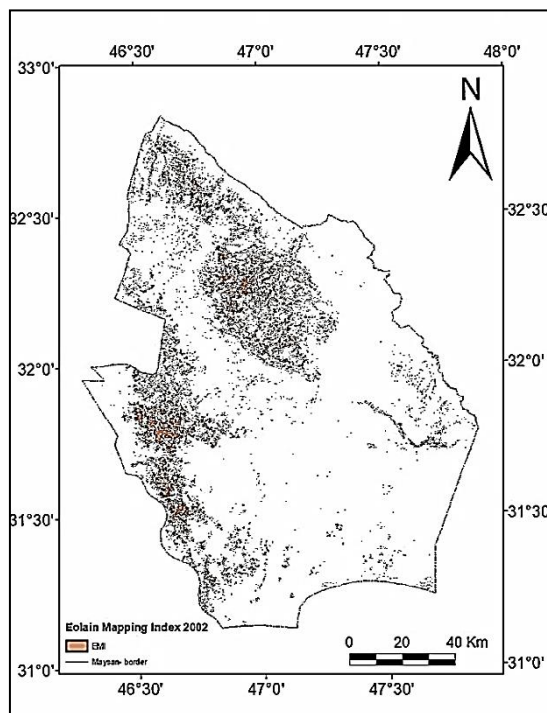 46°30' 47°0' 47°30' 48°0'
33°0'
N
32°30' 32°30'
32°0' 32°0'
31°30' 31°30'
Eolain Mapping Index 2002
EMI
Maysan- border
0 20 40 Km
31°0' 31°0'
46°30' 47°0' 47°30'